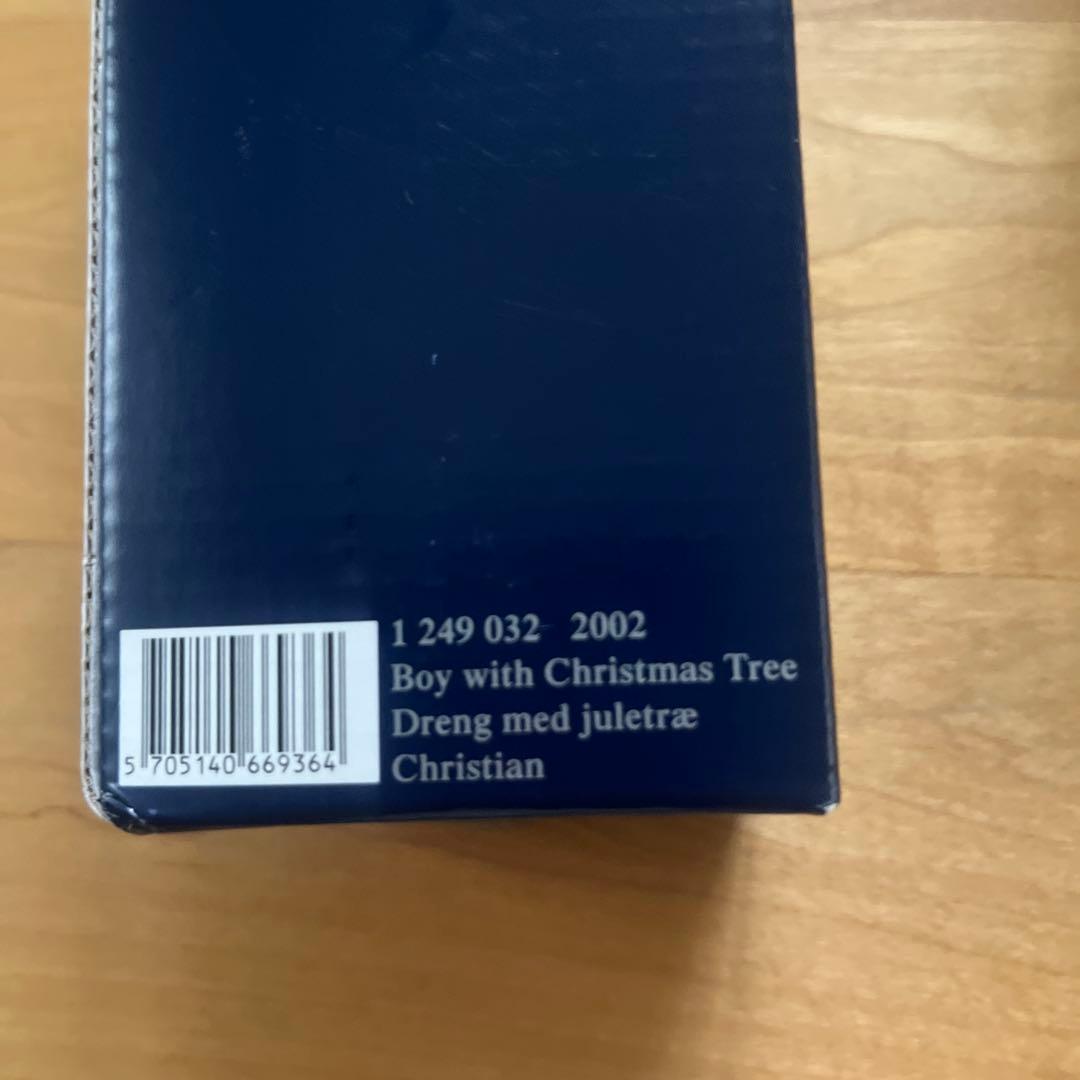 1 249 032 2002
Boy with Christmas Tree
Dreng med juletræ
Christian
5 705140 669364